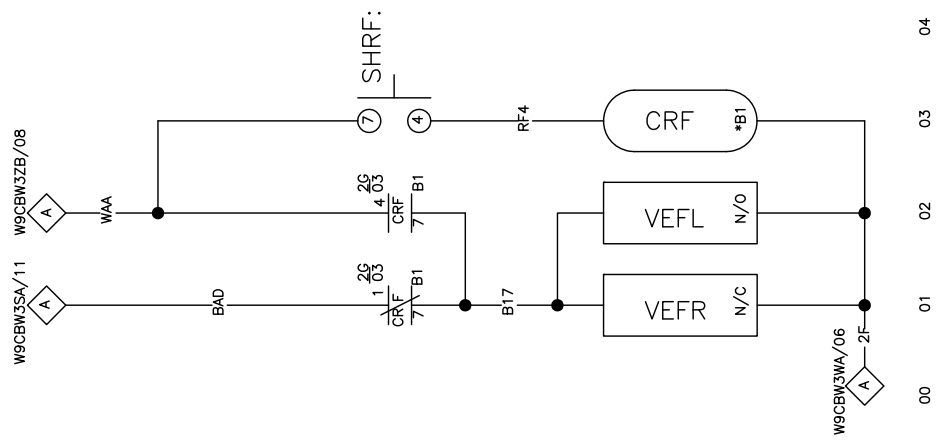 W9CBW3ZB/08
A
WAA
SHRF:
7
4
RF4
CRF
*B1
03
04
2G
03
4
CRF
7
B1
VEFL
N/O
02
W9CBW3SA/11
A
BAD
2G
03
1
CRF
7
B1
B17
VEFR
N/C
01
W9CBW3WA/06
A
2F
00